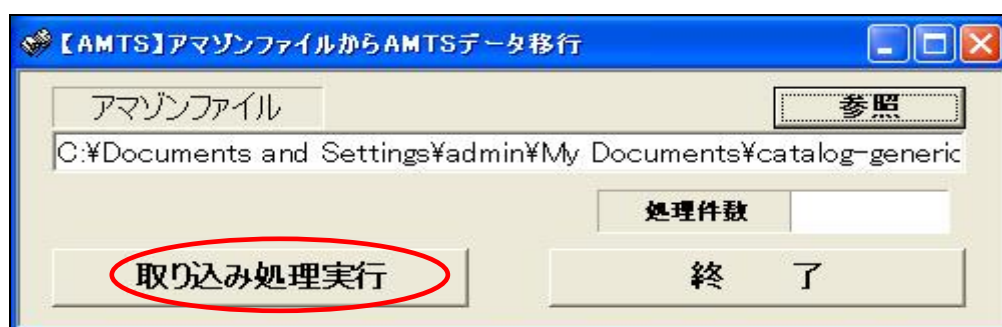 【AMTS】アマゾンファイルからAMTSデータ移行
アマゾンファイル
参照
C:¥Documents and Settings¥admin¥My Documents¥catalog-generic
処理件数
取り込み処理実行
終 了